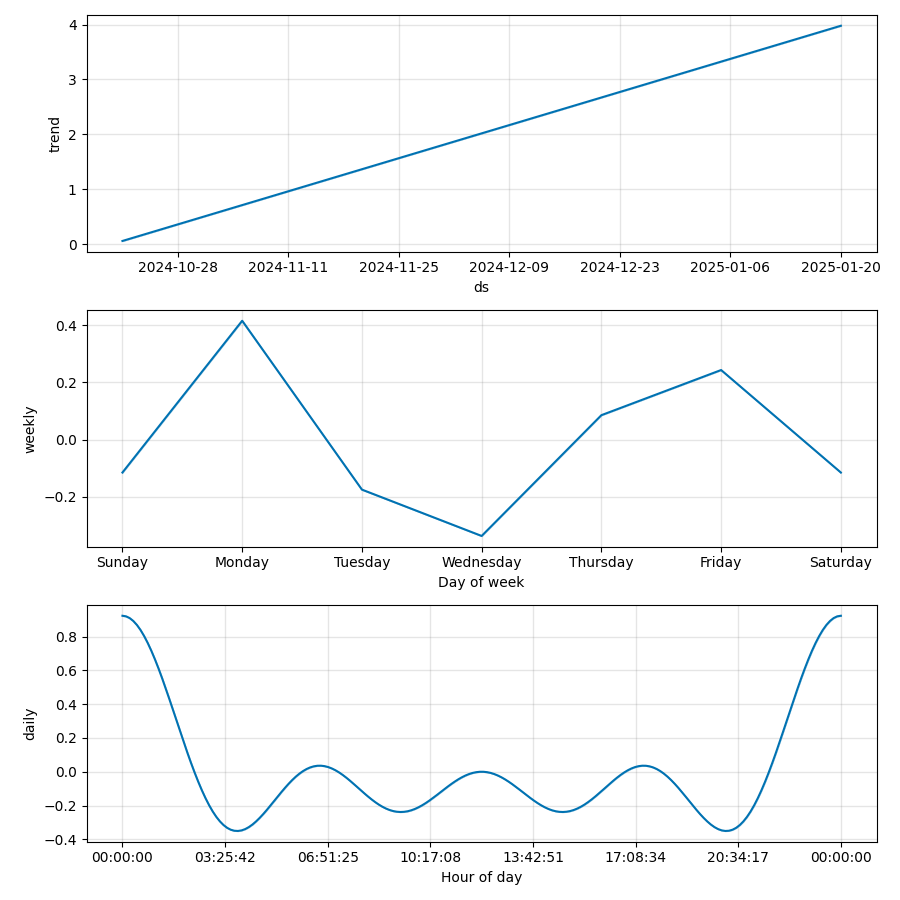 4
3
2
1
0
trend
2024-10-28 2024-11-11 2024-11-25 2024-12-09 2024-12-23 2025-01-06 2025-01-20
ds
0.4
0.2
0.0
−0.2
weekly
Sunday Monday Tuesday Wednesday Thursday Friday Saturday
Day of week
0.8
0.6
0.4
0.2
0.0
−0.2
−0.4
daily
00:00:00 03:25:42 06:51:25 10:17:08 13:42:51 17:08:34 20:34:17 00:00:00
Hour of day